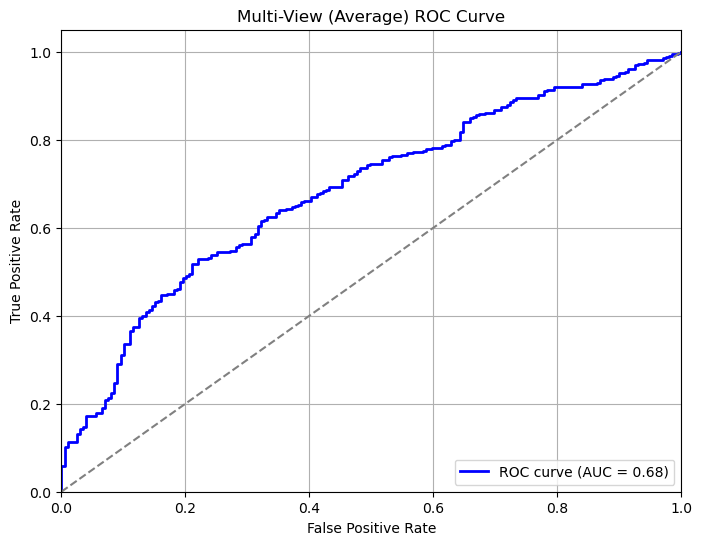 Multi-View (Average) ROC Curve
True Positive Rate
1.0
0.8
0.6
0.4
0.2
0.0
0.0 0.2 0.4 0.6 0.8 1.0
False Positive Rate
ROC curve (AUC = 0.68)